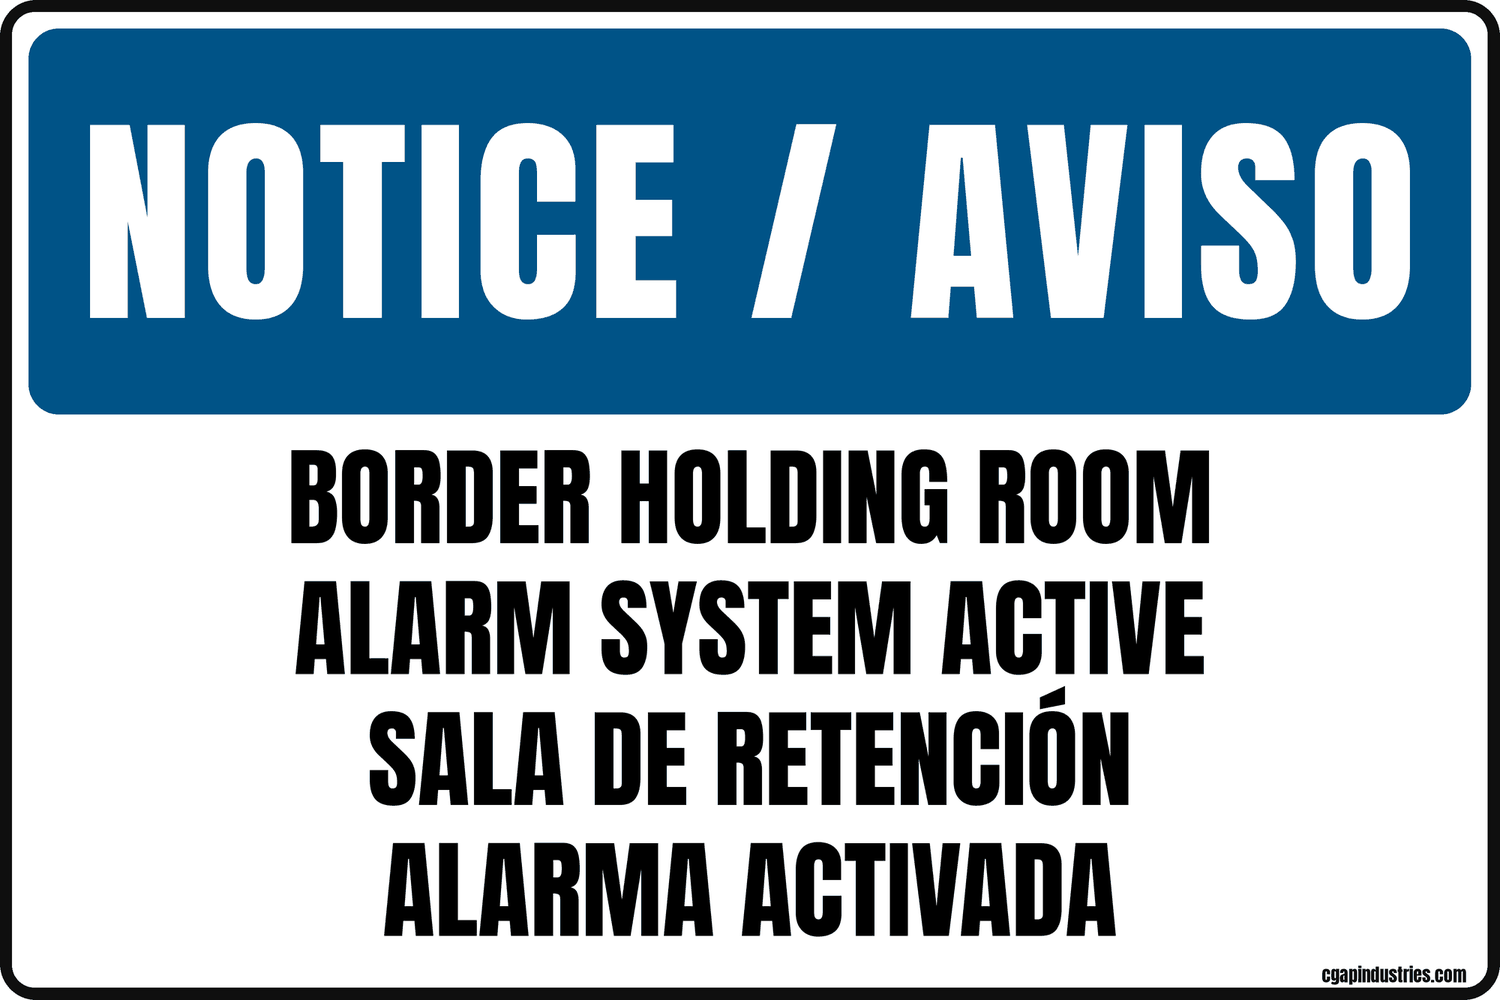 NOTICE / AVISO
BORDER HOLDING ROOM
ALARM SYSTEM ACTIVE
SALA DE RETENCIÓN
ALARMA ACTIVADA
cgapindustries.com